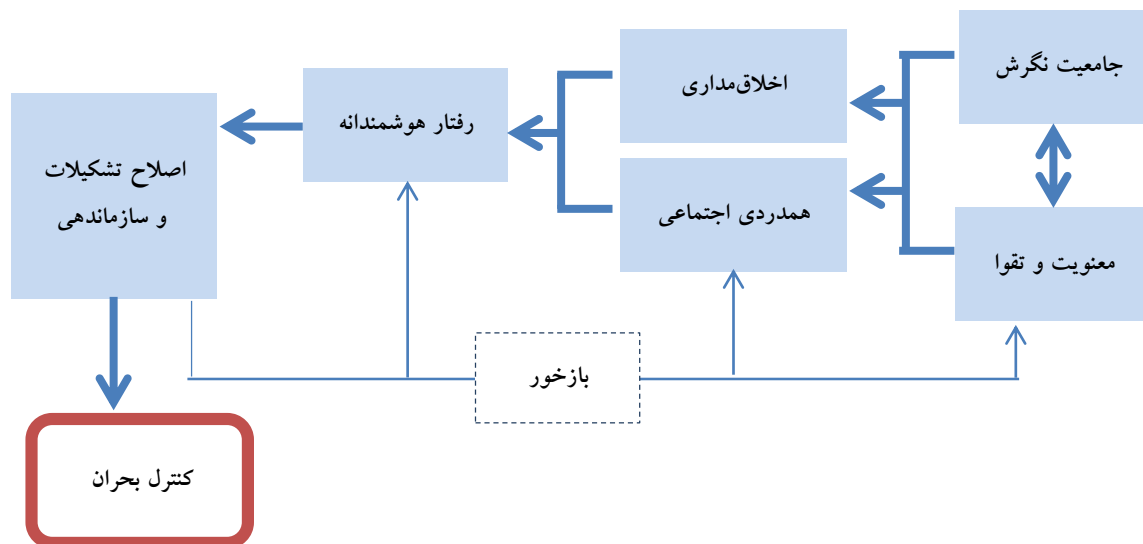 جامعیت نگرش
معنویت و تقوا
اخلاق‌مداری
همدردی اجتماعی
رفتار هوشمندانه
اصلاح تشکیلات
و سازماندهی
بازخور
کنترل بحران